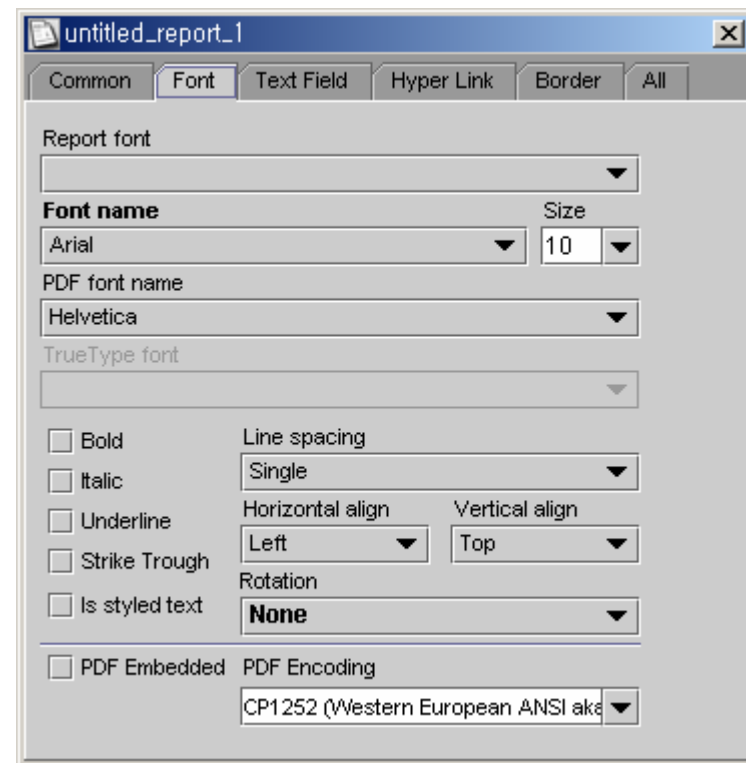 untitled_report_1
Common Font Text Field Hyper Link Border All
Report font
Font name Size
Arial 10
PDF font name
Helvetica
TrueType font
Bold
Line spacing
Single
Italic
Horizontal align Vertical align
Underline
Left Top
Strike Trough
Rotation
Is styled text
None
PDF Embedded PDF Encoding
CP1252 (Western European ANSI aka